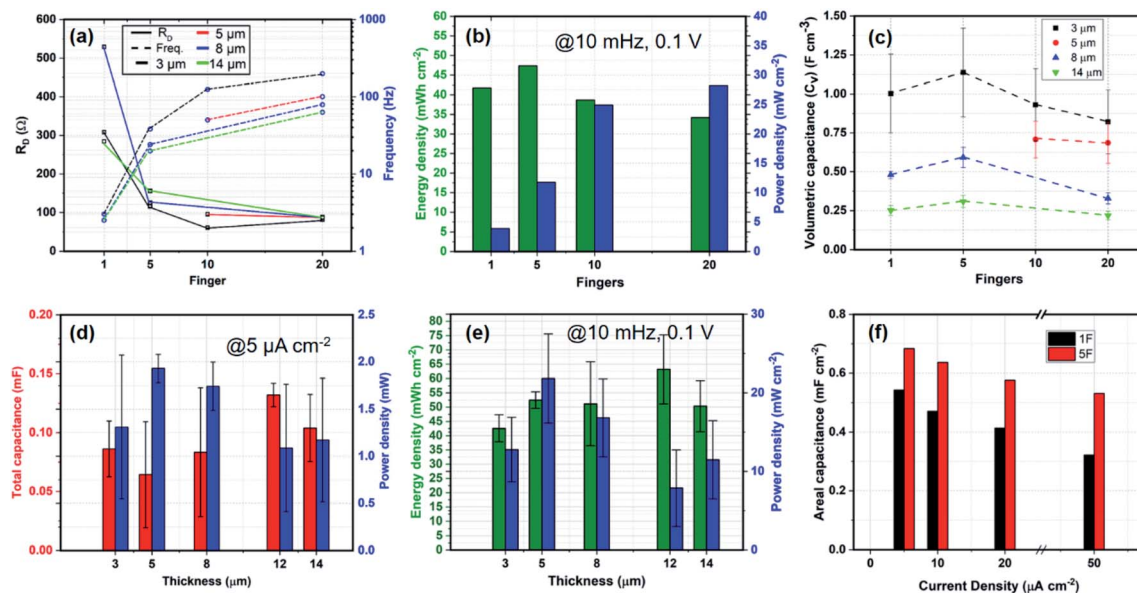 (a)
R_D
Freq.
3 μm
5 μm
8 μm
14 μm
600
500
400
300
200
100
0
R_D (Ω)
1000
100
10
1
Frequency (Hz)
1 5 10 20
Finger
(b)
@10 mHz, 0.1 V
60
55
50
45
40
35
30
25
20
15
10
5
0
Energy density (mWh cm⁻²)
40
35
30
25
20
15
10
5
0
Power density (mW cm⁻²)
1 5 10 20
Fingers
(c)
3 μm
5 μm
8 μm
14 μm
1.50
1.25
1.00
0.75
0.50
0.25
0.00
Volumetric capacitance (Cᵥ) (F cm⁻³)
1 5 10 20
Fingers
(d)
@5 μA cm⁻²
0.20
0.15
0.10
0.05
0.00
Total capacitance (mF)
2.5
2.0
1.5
1.0
0.5
0.0
Power density (mW)
3 5 8 12 14
Thickness (μm)
(e)
@10 mHz, 0.1 V
80
75
70
65
60
55
50
45
40
35
30
25
20
15
10
5
0
Energy density (mWh cm⁻²)
30
20
10
0
Power density (mW cm⁻²)
3 5 8 12 14
Thickness (μm)
(f)
1F
5F
0.8
0.6
0.4
0.2
0.0
Areal capacitance (mF cm⁻²)
0 10 20 50
Current Density (μA cm⁻²)